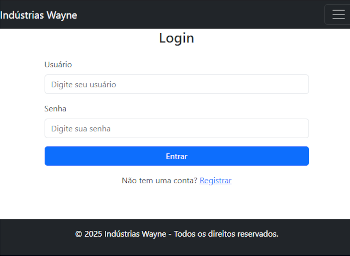 Indústrias Wayne
Login
Usuário
Digite seu usuário
Senha
Digite sua senha
Entrar
Não tem uma conta? Registrar
© 2025 Indústrias Wayne - Todos os direitos reservados.